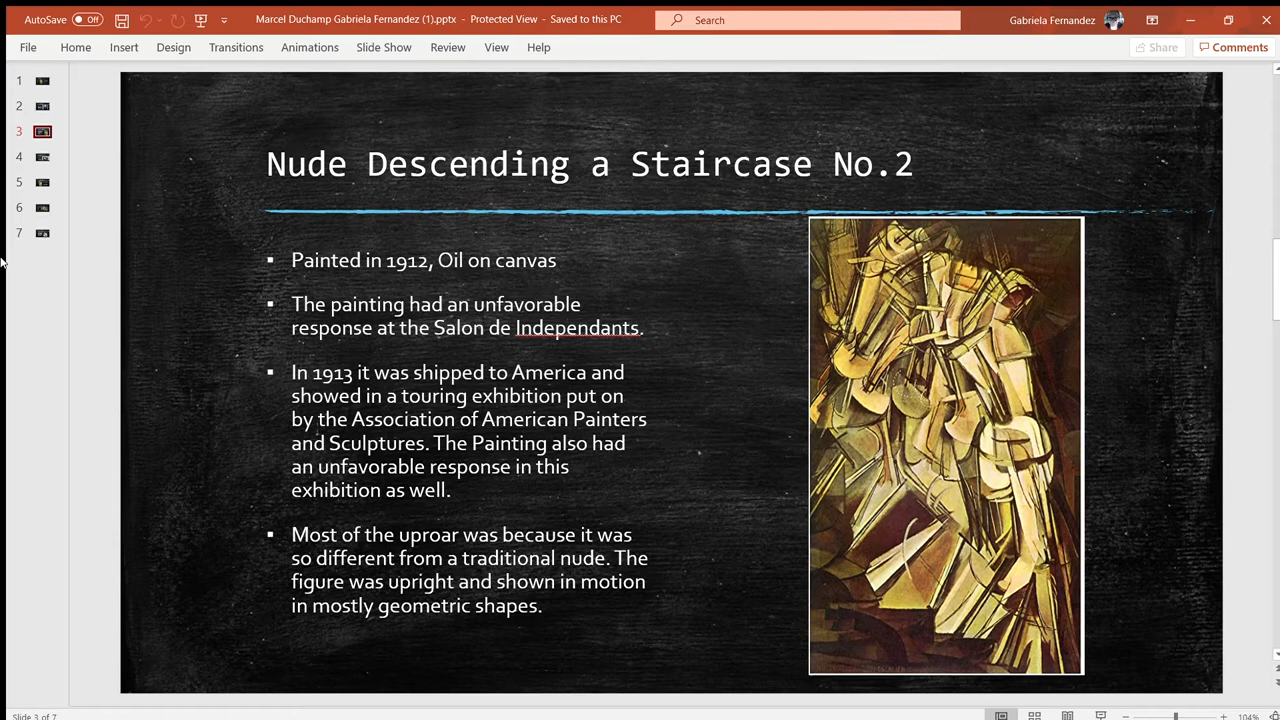 AutoSave Off Marcel Duchamp Gabriela Fernandez (1).pptx - Protected View - Saved to this PC Search Gabriela Fernandez
File Home Insert Design Transitions Animations Slide Show Review View Help Share Comments
1
2
3
4
5
6
7
Nude Descending a Staircase No.2
▪ Painted in 1912, Oil on canvas
▪ The painting had an unfavorable
response at the Salon de Independants.
▪ In 1913 it was shipped to America and
showed in a touring exhibition put on
by the Association of American Painters
and Sculptures. The Painting also had
an unfavorable response in this
exhibition as well.
▪ Most of the uproar was because it was
so different from a traditional nude. The
figure was upright and shown in motion
in mostly geometric shapes.
Slide 3 of 7 104%